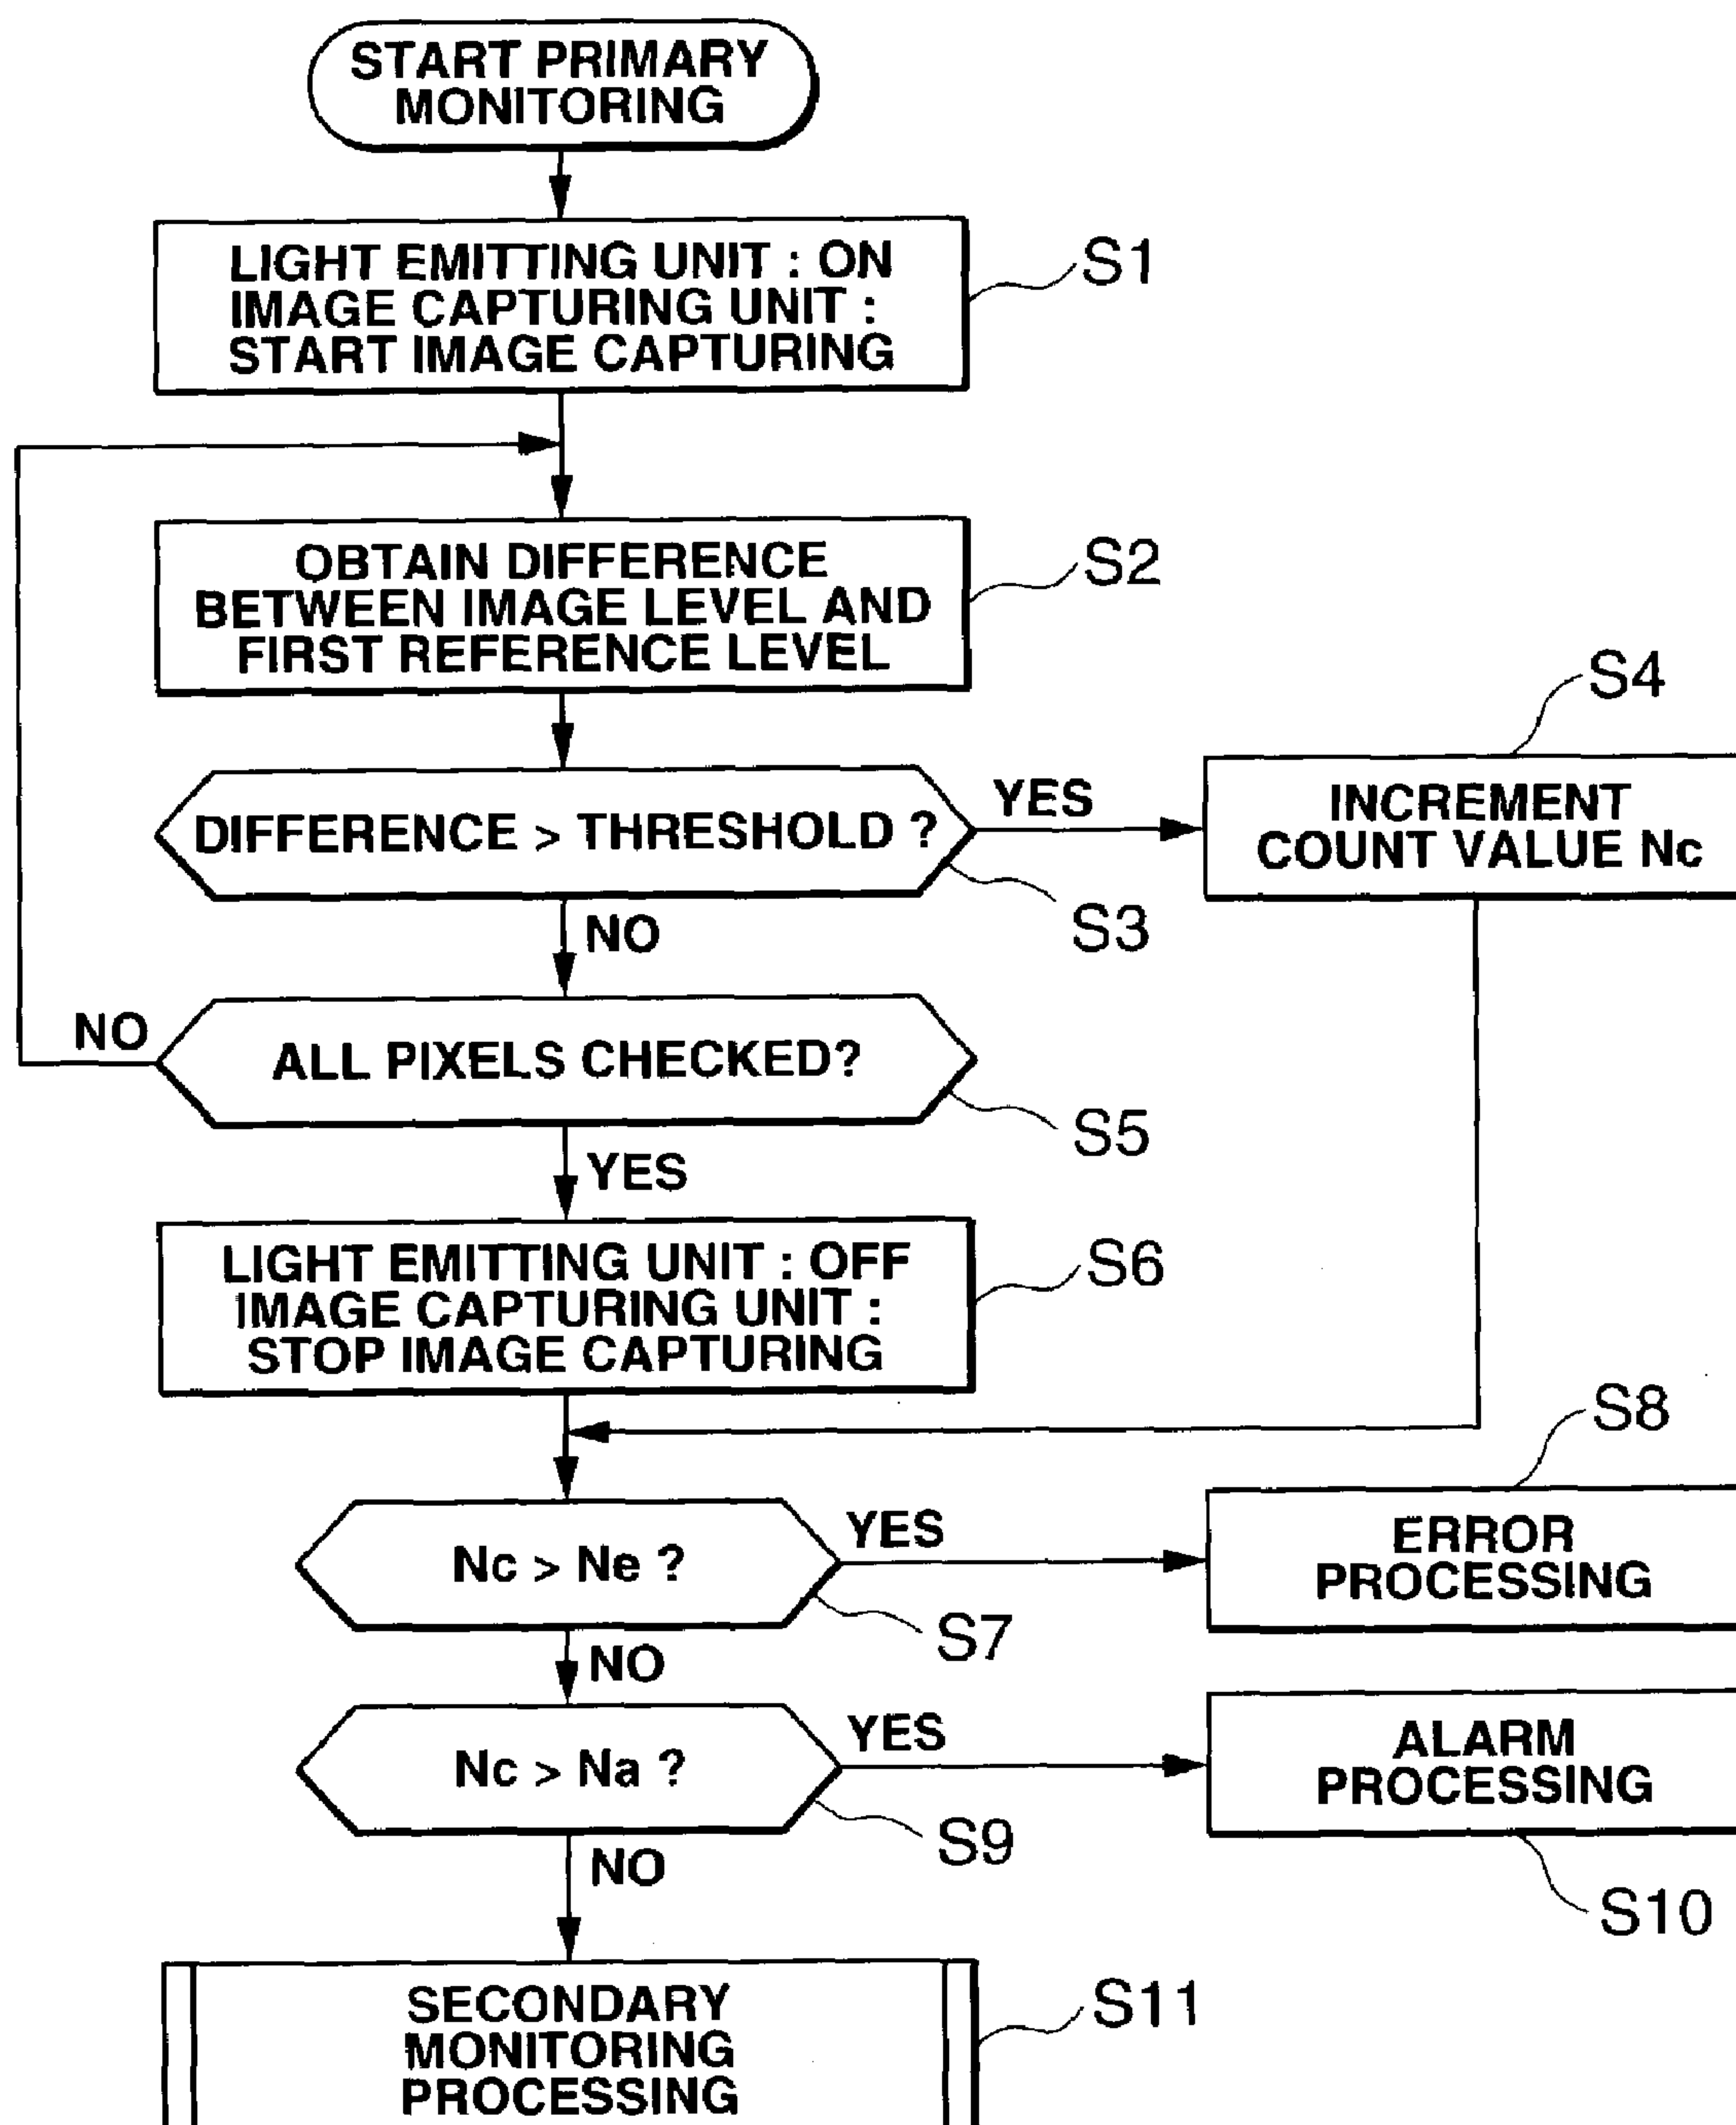 START PRIMARY
MONITORING
LIGHT EMITTING UNIT : ON
IMAGE CAPTURING UNIT :
START IMAGE CAPTURING
S1
OBTAIN DIFFERENCE
BETWEEN IMAGE LEVEL AND
FIRST REFERENCE LEVEL
S2
DIFFERENCE > THRESHOLD ?
S3
YES
INCREMENT
COUNT VALUE Nc
S4
NO
ALL PIXELS CHECKED?
S5
NO
YES
LIGHT EMITTING UNIT : OFF
IMAGE CAPTURING UNIT :
STOP IMAGE CAPTURING
S6
Nc > Ne ?
S7
YES
ERROR
PROCESSING
S8
NO
Nc > Na ?
S9
YES
ALARM
PROCESSING
S10
NO
SECONDARY
MONITORING
PROCESSING
S11